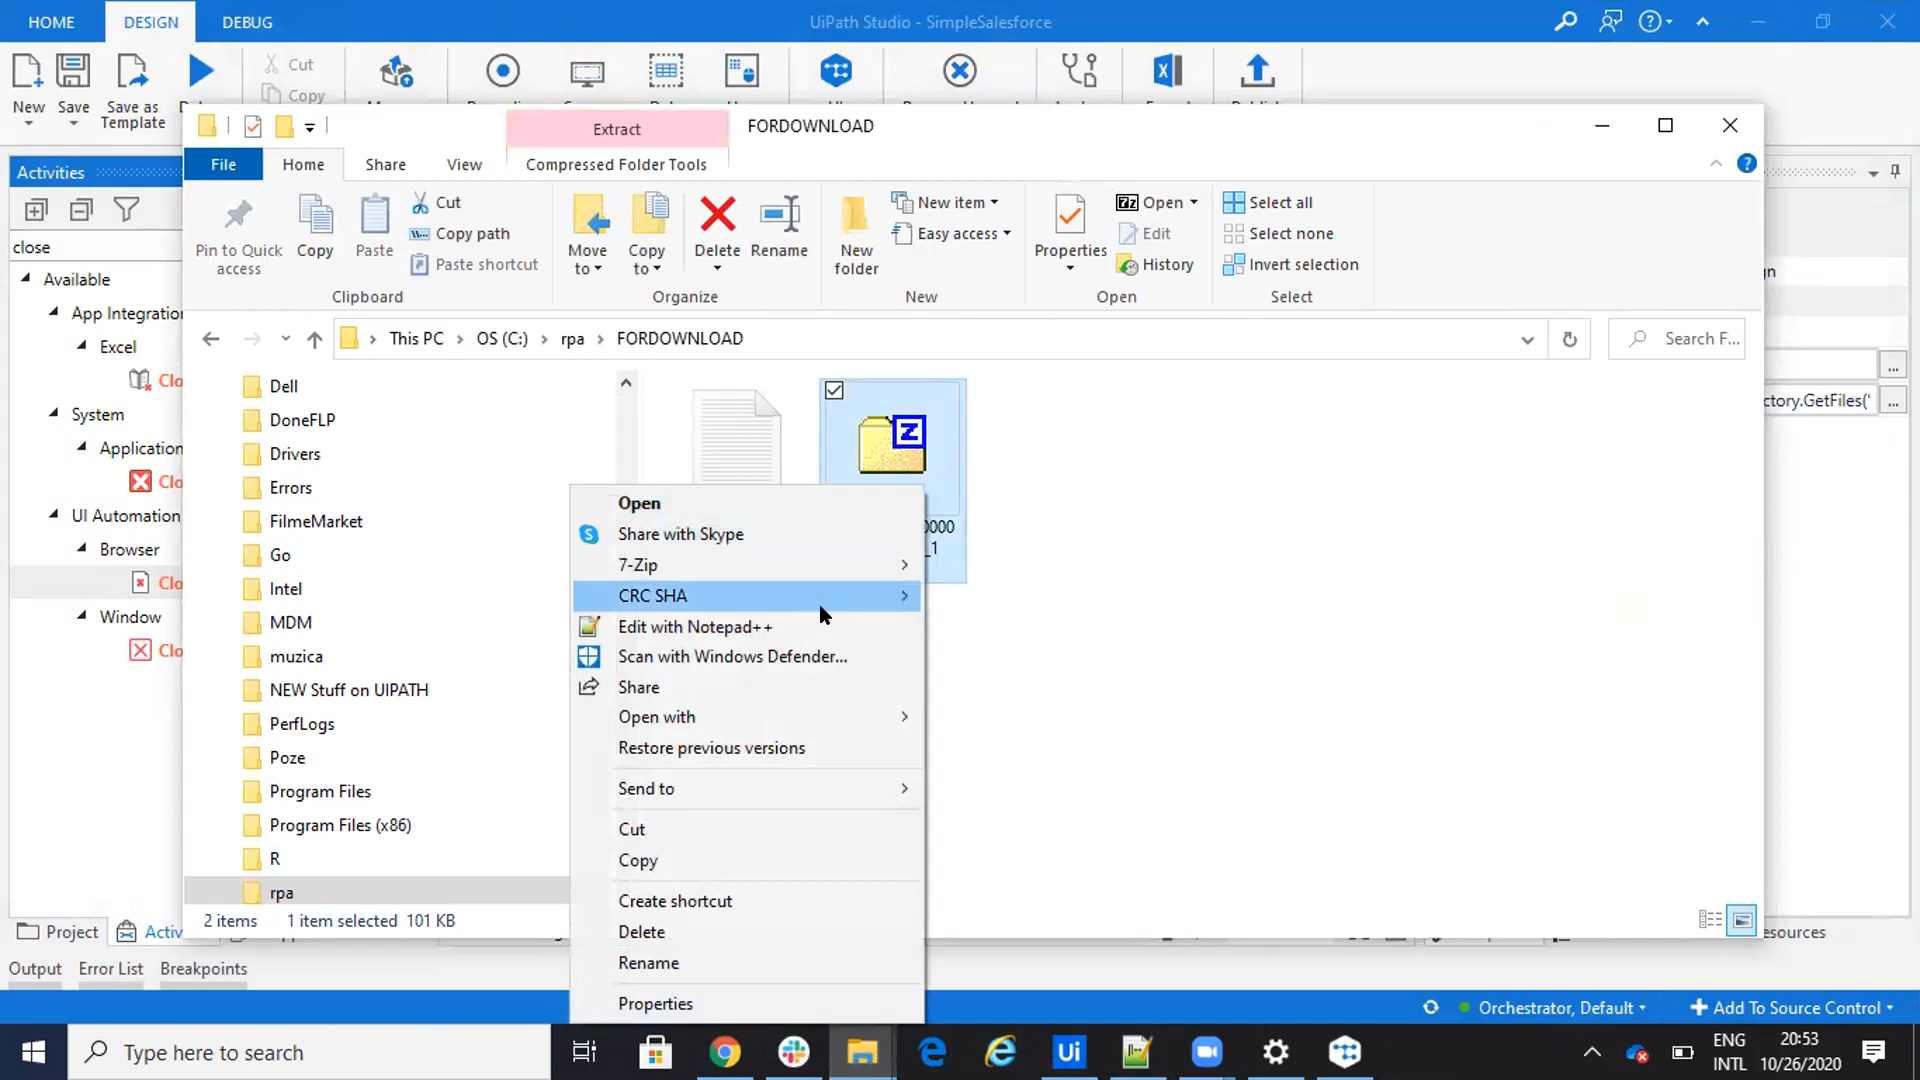 HOME
DESIGN
DEBUG
UiPath Studio - SimpleSalesforce
New
Save
Save as
Template
Cut
Copy
Extract
FORDOWNLOAD
File
Home
Share
View
Compressed Folder Tools
Activities
close
Pin to Quick
access
Copy
Paste
Cut
Copy path
Paste shortcut
Clipboard
Move
to
Copy
to
Delete
Rename
Organize
New
folder
New item
Easy access
New
Properties
Open
Edit
History
Open
Select all
Select none
Invert selection
Select
This PC > OS (C:) > rpa > FORDOWNLOAD
Search F...
Available
App Integration
Excel
Clo
System
Application
Clo
UI Automation
Browser
Clo
Window
Clo
Dell
DoneFLP
Drivers
Errors
FilmeMarket
Go
Intel
MDM
muzica
NEW Stuff on UIPATH
PerfLogs
Poze
Program Files
Program Files (x86)
R
rpa
Z
0000
_1
Open
Share with Skype
7-Zip
CRC SHA
Edit with Notepad++
Scan with Windows Defender...
Share
Open with
Restore previous versions
Send to
Cut
Copy
Create shortcut
Delete
Rename
Properties
...
ctory.GetFiles("
...
2 items
1 item selected 101 KB
Project
Activ
esources
Output
Error List
Breakpoints
Orchestrator, Default
Add To Source Control
Type here to search
Ui
ENG
INTL
20:53
10/26/2020